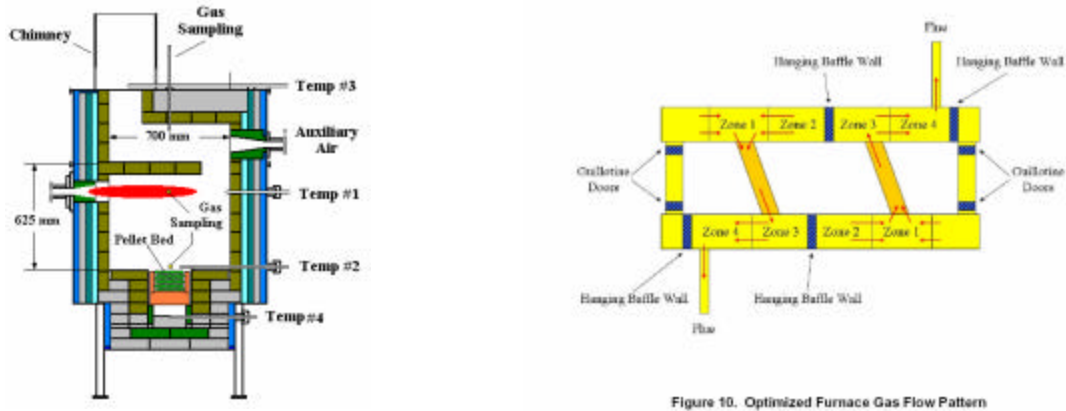 Gas
Sampling
Chimney
Temp #3
700 mm
Auxiliary
Air
Temp #1
625 mm
Gas
Sampling
Pellet Bed
Temp #2
Temp #4
Flue
Hanging Baffle Wall
Hanging Baffle Wall
Zone 1
Zone 2
Zone 3
Zone 4
Guillotine
Doors
Guillotine
Doors
Zone 4
Zone 3
Zone 2
Zone 1
Hanging Baffle Wall
Hanging Baffle Wall
Flue
Figure 10. Optimized Furnace Gas Flow Pattern